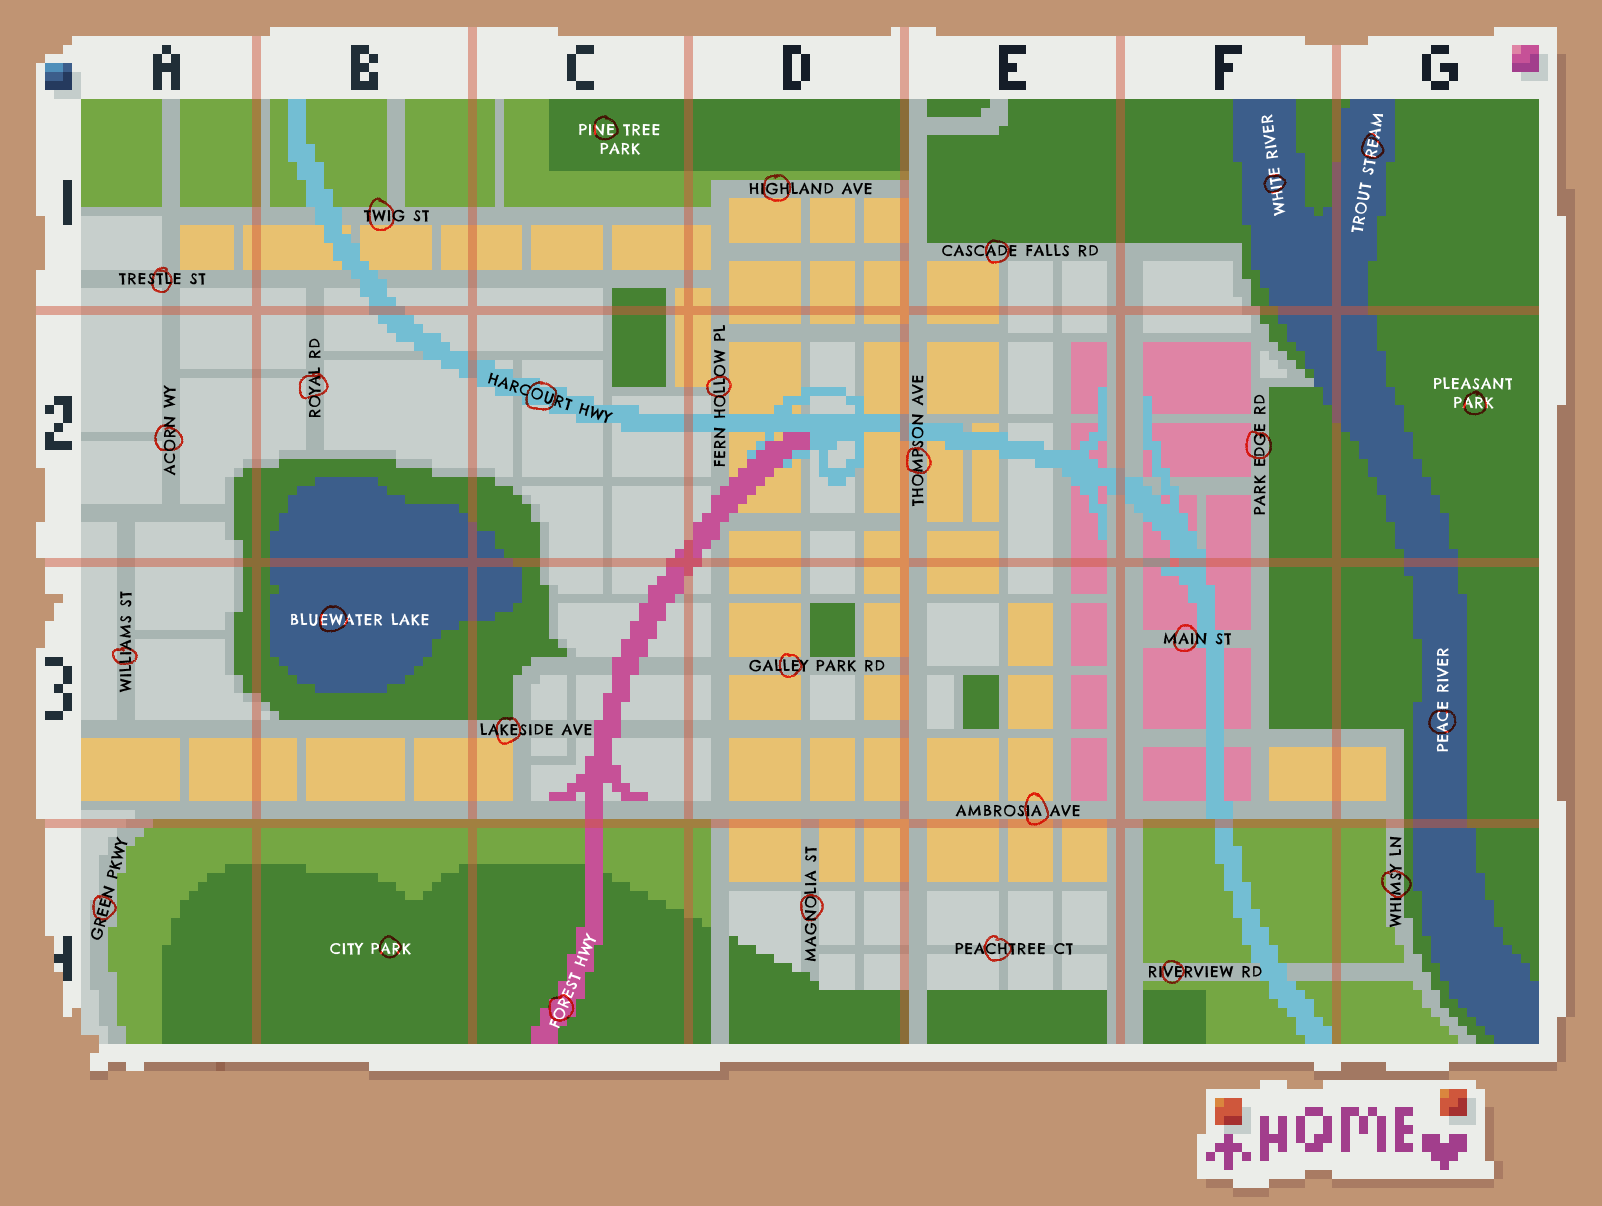 A B C D E F G
1
PINE TREE
PARK
WHITE RIVER
TROUT STREAM
HIGHLAND AVE
TWIG ST
CASCADE FALLS RD
TRESTLE ST
2
ROYAL RD
FERN HOLLOW PL
HARCOURT HWY
ACORN WY
THOMPSON AVE
PARK EDGE RD
PLEASANT
PARK
3
WILLIAMS ST
BLUEWATER LAKE
MAIN ST
GALLEY PARK RD
PEACE RIVER
LAKESIDE AVE
AMBROSIA AVE
4
GREEN PKWY
MAGNOLIA ST
WHIMSY LN
CITY PARK
PEACHTREE CT
FOREST HWY
RIVERVIEW RD
HOME